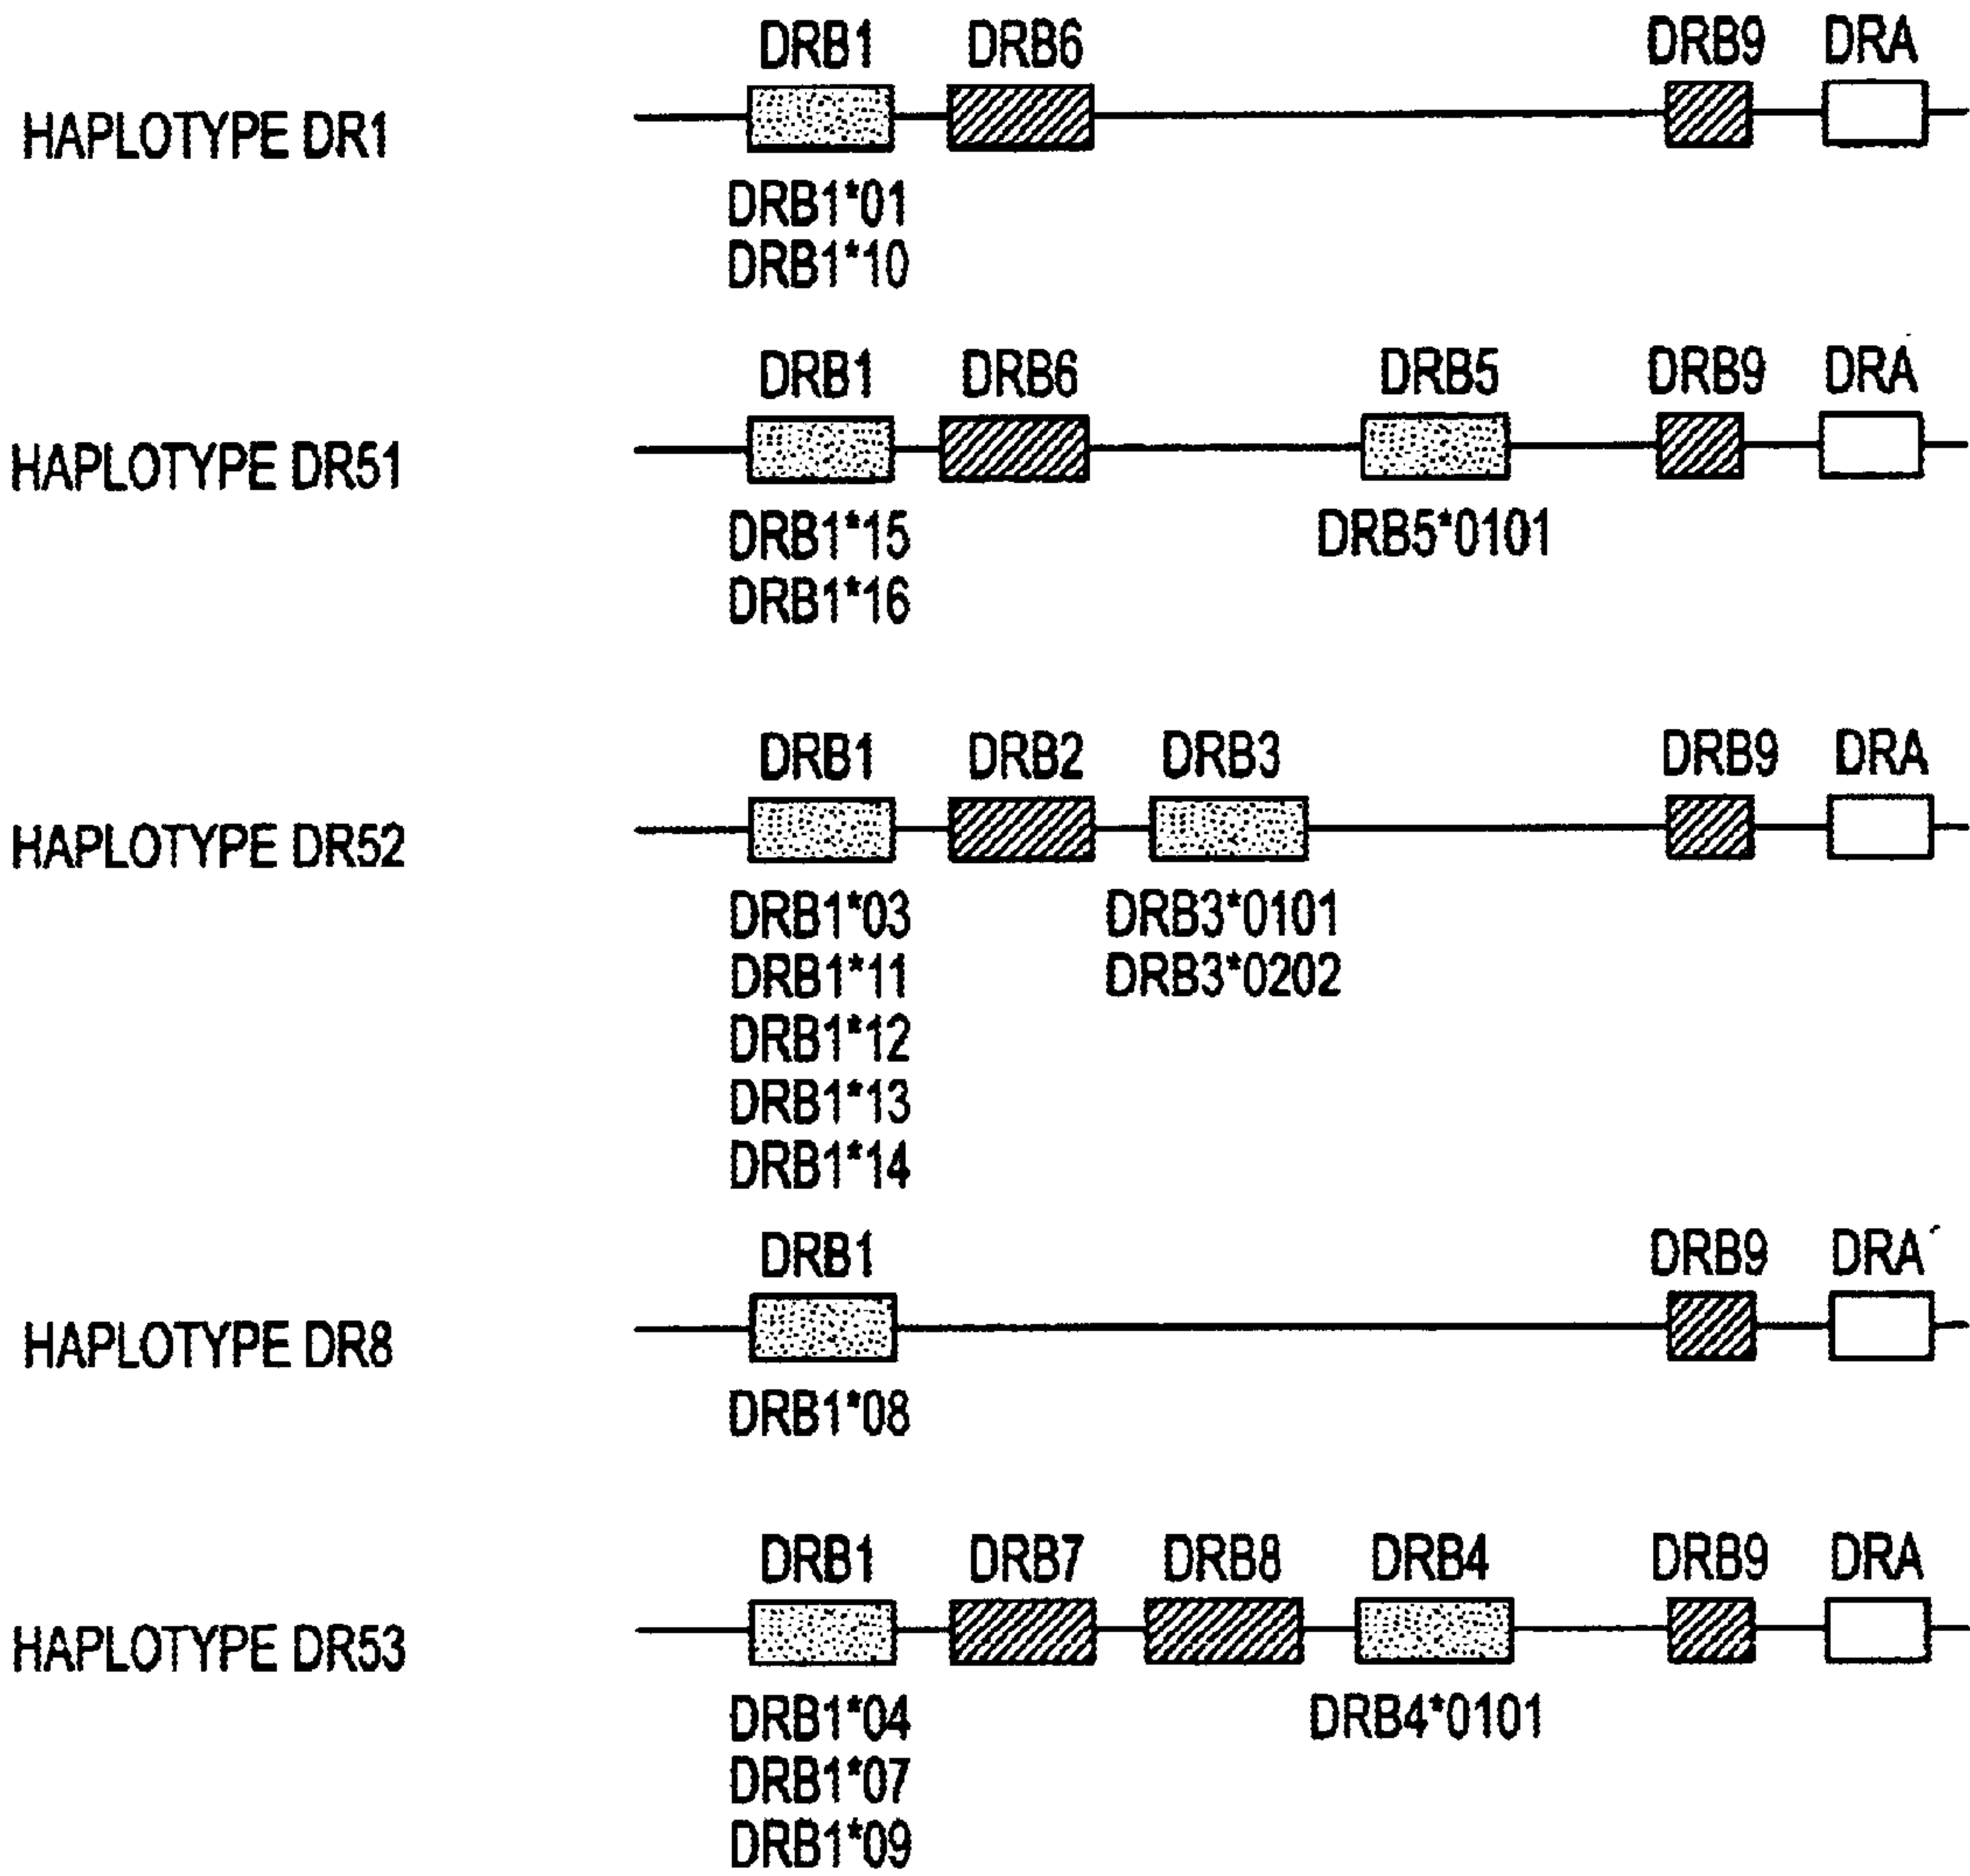 DRB1 DRB6 DRB9 DRA
HAPLOTYPE DR1
DRB1*01
DRB1*10
DRB1 DRB6 DRB5 DRB9 DRA
HAPLOTYPE DR51
DRB1*15 DRB5*0101
DRB1*16
DRB1 DRB2 DRB3 DRB9 DRA
HAPLOTYPE DR52
DRB1*03 DRB3*0101
DRB1*11 DRB3*0202
DRB1*12
DRB1*13
DRB1*14
DRB1 DRB9 DRA
HAPLOTYPE DR8
DRB1*08
DRB1 DRB7 DRB8 DRB4 DRB9 DRA
HAPLOTYPE DR53
DRB1*04 DRB4*0101
DRB1*07
DRB1*09